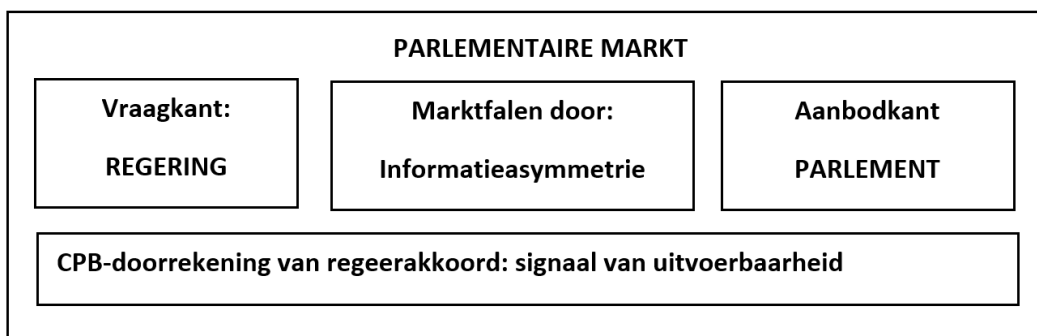 PARLEMENTAIRE MARKT
Vraagkant:
REGERING
Marktfalen door:
Informatieasymmetrie
Aanbodkant
PARLEMENT
CPB-doorrekening van regeerakkoord: signaal van uitvoerbaarheid